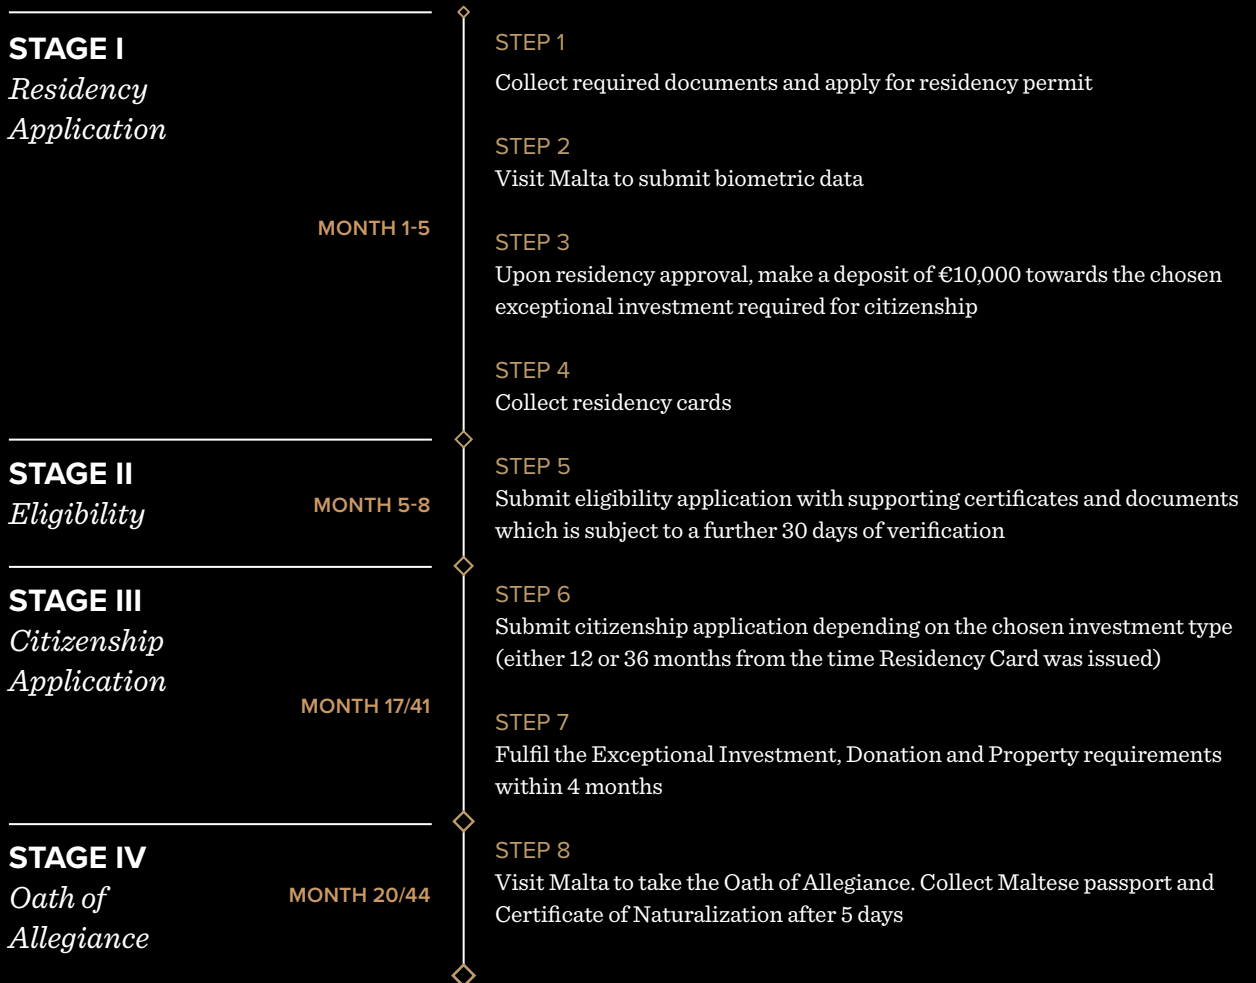 STAGE I
Residency
Application
MONTH 1-5
STEP 1
Collect required documents and apply for residency permit
STEP 2
Visit Malta to submit biometric data
STEP 3
Upon residency approval, make a deposit of €10,000 towards the chosen
exceptional investment required for citizenship
STEP 4
Collect residency cards
STAGE II
Eligibility
MONTH 5-8
STEP 5
Submit eligibility application with supporting certificates and documents
which is subject to a further 30 days of verification
STAGE III
Citizenship
Application
MONTH 17/41
STEP 6
Submit citizenship application depending on the chosen investment type
(either 12 or 36 months from the time Residency Card was issued)
STEP 7
Fulfil the Exceptional Investment, Donation and Property requirements
within 4 months
STAGE IV
Oath of
Allegiance
MONTH 20/44
STEP 8
Visit Malta to take the Oath of Allegiance. Collect Maltese passport and
Certificate of Naturalization after 5 days